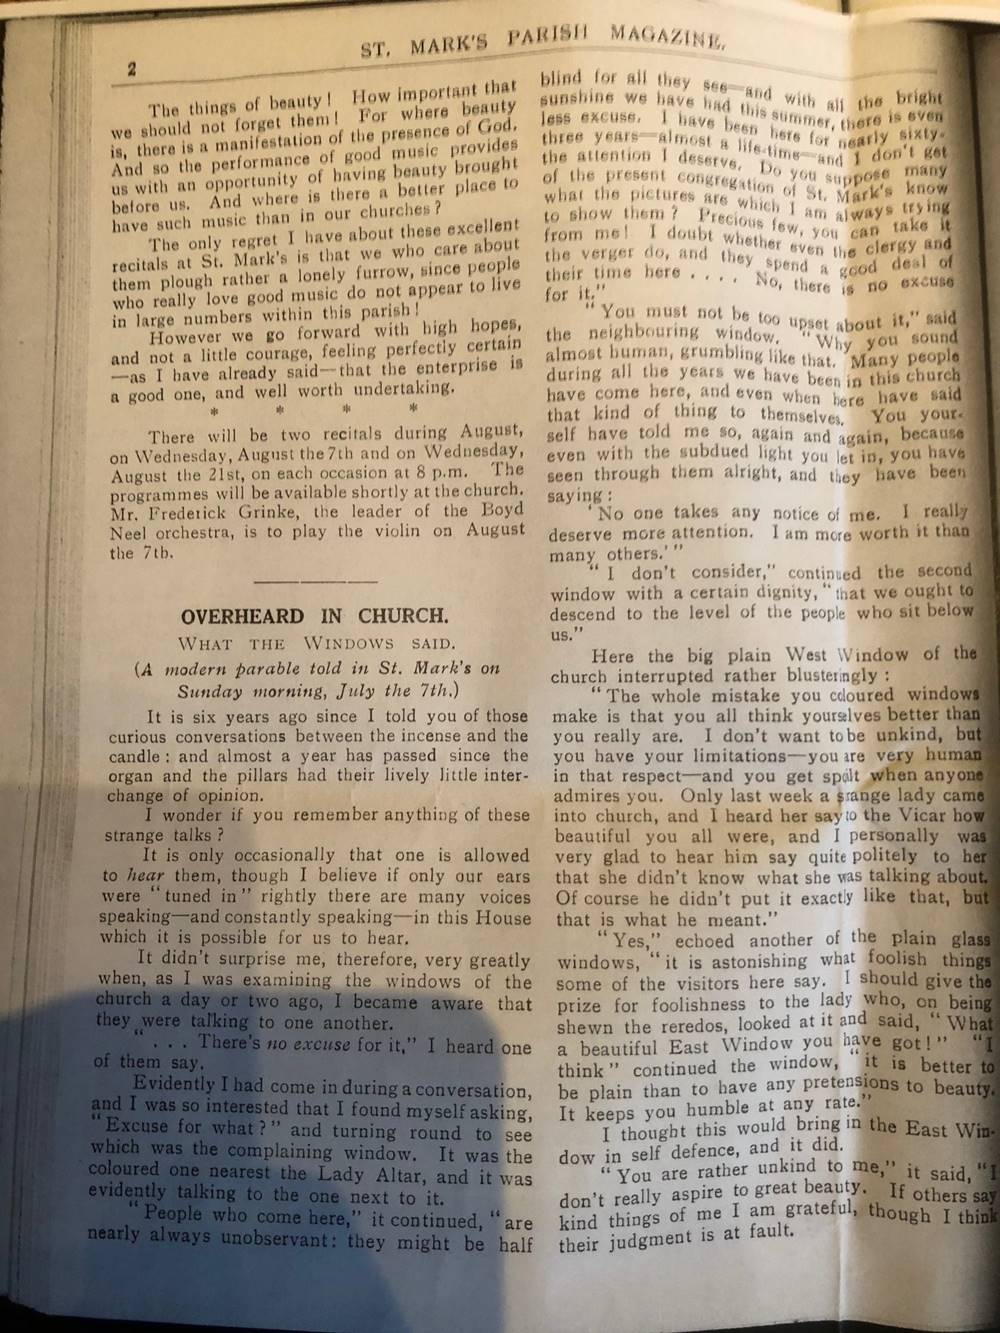 2
ST. MARK'S PARISH MAGAZINE.
The things of beauty! How important that
we should not forget them! For where beauty
is, there is a manifestation of the presence of God.
And so the performance of good music provides
us with an opportunity of having beauty brought
before us. And where is there a better place to
have such music than in our churches?
The only regret I have about these excellent
recitals at St. Mark's is that we who care about
them plough rather a lonely furrow, since people
who really love good music do not appear to live
in large numbers within this parish!
However we go forward with high hopes,
and not a little courage, feeling perfectly certain
—as I have already said—that the enterprise is
a good one, and well worth undertaking.
* * * *
There will be two recitals during August,
on Wednesday, August the 7th and on Wednesday,
August the 21st, on each occasion at 8 p.m. The
programmes will be available shortly at the church.
Mr. Frederick Grinke, the leader of the Boyd
Neel orchestra, is to play the violin on August
the 7th.
OVERHEARD IN CHURCH.
WHAT THE WINDOWS SAID.
(A modern parable told in St. Mark's on
Sunday morning, July the 7th.)
It is six years ago since I told you of those
curious conversations between the incense and the
candle: and almost a year has passed since the
organ and the pillars had their lively little inter-
change of opinion.
I wonder if you remember anything of these
strange talks?
It is only occasionally that one is allowed
to hear them, though I believe if only our ears
were "tuned in" rightly there are many voices
speaking—and constantly speaking—in this House
which it is possible for us to hear.
It didn't surprise me, therefore, very greatly
when, as I was examining the windows of the
church a day or two ago, I became aware that
they were talking to one another.
". . . There's no excuse for it," I heard one
of them say.
Evidently I had come in during a conversation,
and I was so interested that I found myself asking,
"Excuse for what?" and turning round to see
which was the complaining window. It was the
coloured one nearest the Lady Altar, and it was
evidently talking to the one next to it.
"People who come here," it continued, "are
nearly always unobservant: they might be half
blind for all they see—and with all the bright
sunshine we have had this summer, there is even
less excuse. I have been here for nearly sixty-
three years—almost a life-time—and I don't get
the attention I deserve. Do you suppose many
of the present congregation of St. Mark's know
what the pictures are which I am always trying
to show them? Precious few, you can take it
from me! I doubt whether even the clergy and
the verger do, and they spend a good deal of
their time here . . . . No, there is no excuse
for it."
"You must not be too upset about it," said
the neighbouring window. "Why you sound
almost human, grumbling like that. Many people
during all the years we have been in this church
have come here, and even when here have said
that kind of thing to themselves. You your-
self have told me so, again and again, because
even with the subdued light you let in, you have
seen through them alright, and they have been
saying:
'No one takes any notice of me. I really
deserve more attention. I am more worth it than
many others.'"
"I don't consider," continued the second
window with a certain dignity, "that we ought to
descend to the level of the people who sit below
us."
Here the big plain West Window of the
church interrupted rather blusteringly:
"The whole mistake you coloured windows
make is that you all think yourselves better than
you really are. I don't want to be unkind, but
you have your limitations—you are very human
in that respect—and you get spoilt when anyone
admires you. Only last week a strange lady came
into church, and I heard her say to the Vicar how
beautiful you all were, and I personally was
very glad to hear him say quite politely to her
that she didn't know what she was talking about.
Of course he didn't put it exactly like that, but
that is what he meant."
"Yes," echoed another of the plain glass
windows, "it is astonishing what foolish things
some of the visitors here say. I should give the
prize for foolishness to the lady who, on being
shewn the reredos, looked at it and said, "What
a beautiful East Window you have got!" "I
think" continued the window, "it is better to
be plain than to have any pretensions to beauty.
It keeps you humble at any rate."
I thought this would bring in the East Win-
dow in self defence, and it did.
"You are rather unkind to me," it said, "I
don't really aspire to great beauty. If others say
kind things of me I am grateful, though I think
their judgment is at fault.